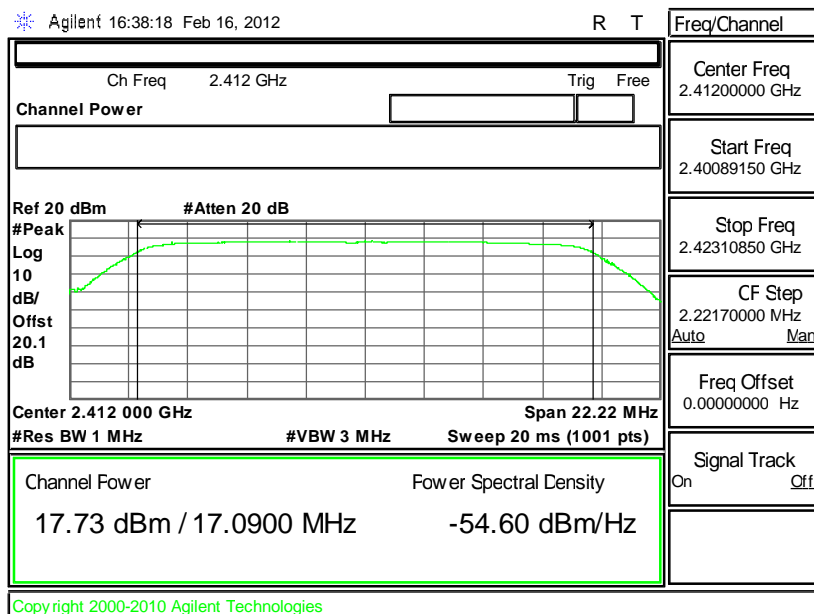 Agilent 16:38:18 Feb 16, 2012 R T
Freq/Channel
Ch Freq 2.412 GHz Trig Free
Channel Power
Center Freq
2.41200000 GHz
Start Freq
2.40089150 GHz
Stop Freq
2.42310850 GHz
CF Step
2.22170000 MHz
Auto Man
Freq Offset
0.00000000 Hz
Signal Track
On Off
Ref 20 dBm #Atten 20 dB
#Peak
Log
10
dB/
Offst
20.1
dB
Center 2.412 000 GHz Span 22.22 MHz
#Res BW 1 MHz #VBW 3 MHz Sweep 20 ms (1001 pts)
Channel Power Power Spectral Density
17.73 dBm / 17.0900 MHz -54.60 dBm/Hz
Copyright 2000-2010 Agilent Technologies